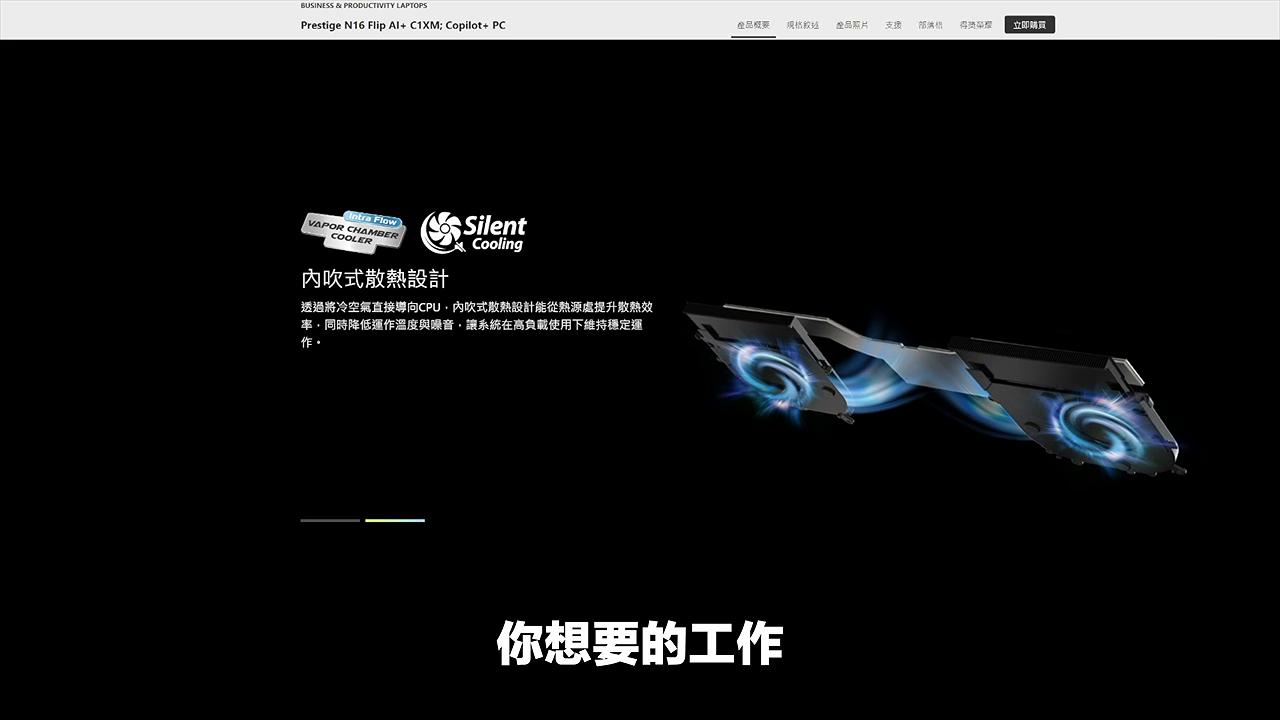 BUSINESS & PRODUCTIVITY LAPTOPS
Prestige N16 Flip AI+ C1XM; Copilot+ PC
產品概要 規格敘述 產品照片 支援 部落格 得獎榮耀 立即購買
Intra Flow
VAPOR CHAMBER
COOLER
Silent
Cooling
內吹式散熱設計
透過將冷空氣直接導向CPU，內吹式散熱設計能從熱源處提升散熱效
率，同時降低運作溫度與噪音，讓系統在高負載使用下維持穩定運
作。
你想要的工作